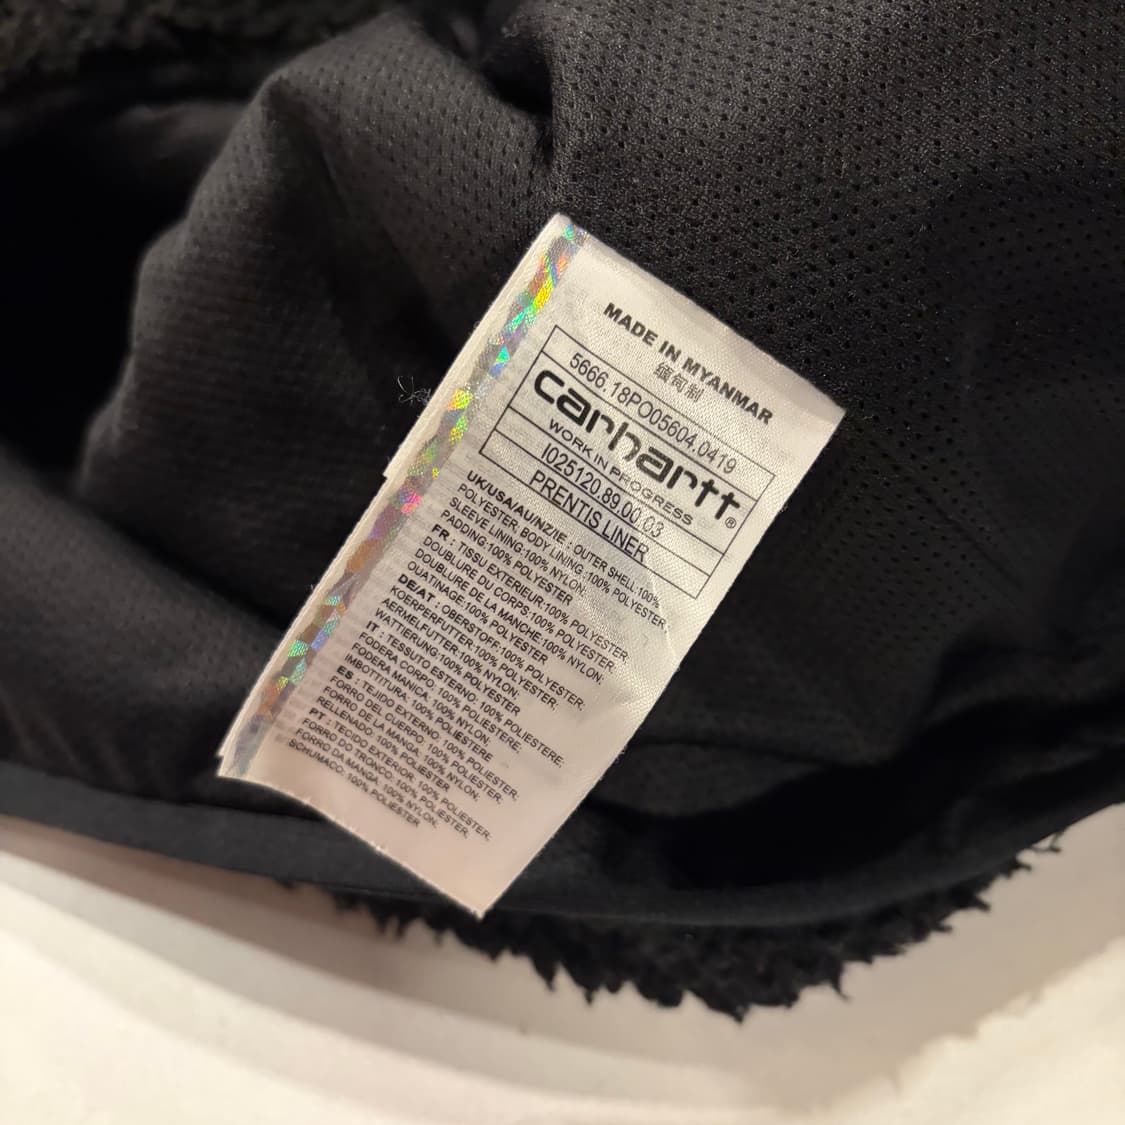 MADE IN MYANMAR
缅甸制
5666.18PO05604.0419
carhartt®
WORK IN PROGRESS
I025120.89.00.03
PRENTIS LINER
UK/USA/AU/NZ/IE : OUTER SHELL:100%
POLYESTER; BODY LINING :100% POLYESTER;
SLEEVE LINING:100% NYLON;
PADDING:100% POLYESTER
FR : TISSU EXTERIEUR:100% POLYESTER;
DOUBLURE DU CORPS:100% POLYESTER;
DOUBLURE DE LA MANCHE:100% NYLON;
OUATINAGE:100% POLYESTER
DE/AT : OBERSTOFF:100% POLYESTER;
KOERPERFUTTER:100% POLYESTER;
AERMELFUTTER:100% NYLON;
WATTIERUNG:100% POLYESTER
IT : TESSUTO ESTERNO: 100% POLIESTERE;
FODERA CORPO: 100% POLIESTERE;
FODERA MANICA: 100% NYLON;
IMBOTTITURA: 100% POLIESTERE
ES : TEJIDO EXTERNO: 100% POLIESTER;
FORRO DEL CUERPO: 100% POLIESTER;
FORRO DE LA MANGA: 100% NYLON;
RELLENADO: 100% POLIESTER
PT : TECIDO EXTERIOR: 100% POLIESTER;
FORRO DO TRONCO: 100% POLIESTER;
FORRO DA MANGA: 100% NYLON;
SCHUMACO: 100% POLIESTER